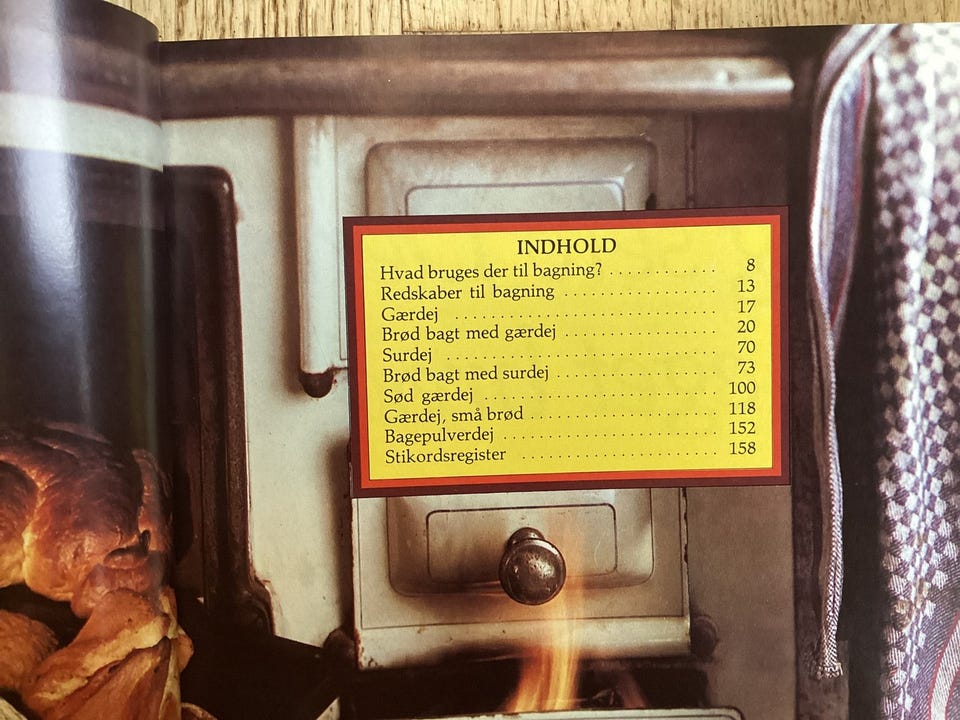 INDHOLD
Hvad bruges der til bagning? . . . . . . . . . . . . 8
Redskaber til bagning . . . . . . . . . . . . . . . . . 13
Gærdej . . . . . . . . . . . . . . . . . . . . . . . . . . . . . 17
Brød bagt med gærdej . . . . . . . . . . . . . . . . . 20
Surdej . . . . . . . . . . . . . . . . . . . . . . . . . . . . . 70
Brød bagt med surdej . . . . . . . . . . . . . . . . . . 73
Sød gærdej . . . . . . . . . . . . . . . . . . . . . . . . . 100
Gærdej, små brød . . . . . . . . . . . . . . . . . . . . 118
Bagepulverdej . . . . . . . . . . . . . . . . . . . . . . . 152
Stikordsregister . . . . . . . . . . . . . . . . . . . . . 158